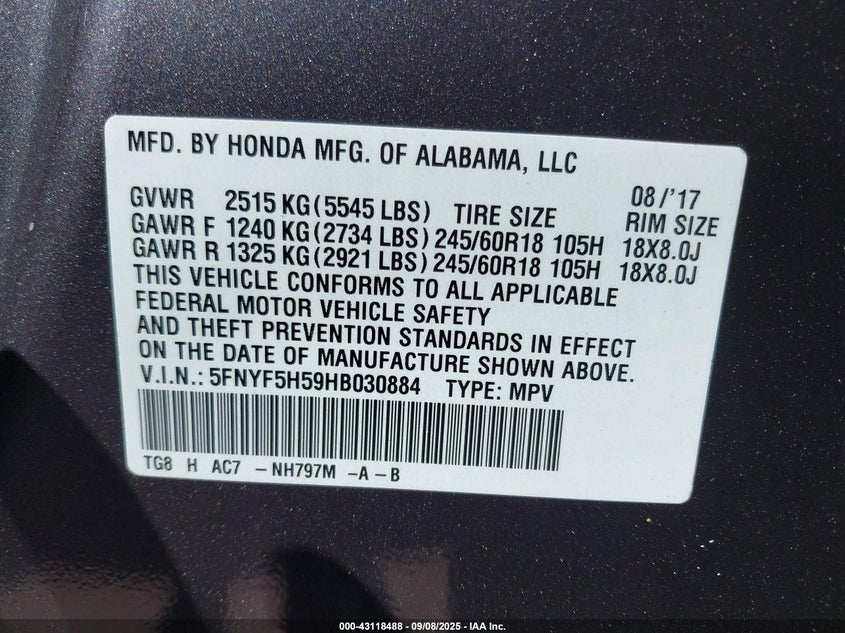 MFD. BY HONDA MFG. OF ALABAMA, LLC
08/'17
GVWR 2515 KG(5545 LBS) TIRE SIZE RIM SIZE
GAWR F 1240 KG(2734 LBS) 245/60R18 105H 18X8.0J
GAWR R 1325 KG(2921 LBS) 245/60R18 105H 18X8.0J
THIS VEHICLE CONFORMS TO ALL APPLICABLE
FEDERAL MOTOR VEHICLE SAFETY
AND THEFT PREVENTION STANDARDS IN EFFECT
ON THE DATE OF MANUFACTURE SHOWN ABOVE.
V.I.N.: 5FNYF5H59HB030884 TYPE: MPV
TG8 H AC7 -NH797M -A-B
000-43118488 - 09/08/2025 - IAA Inc.